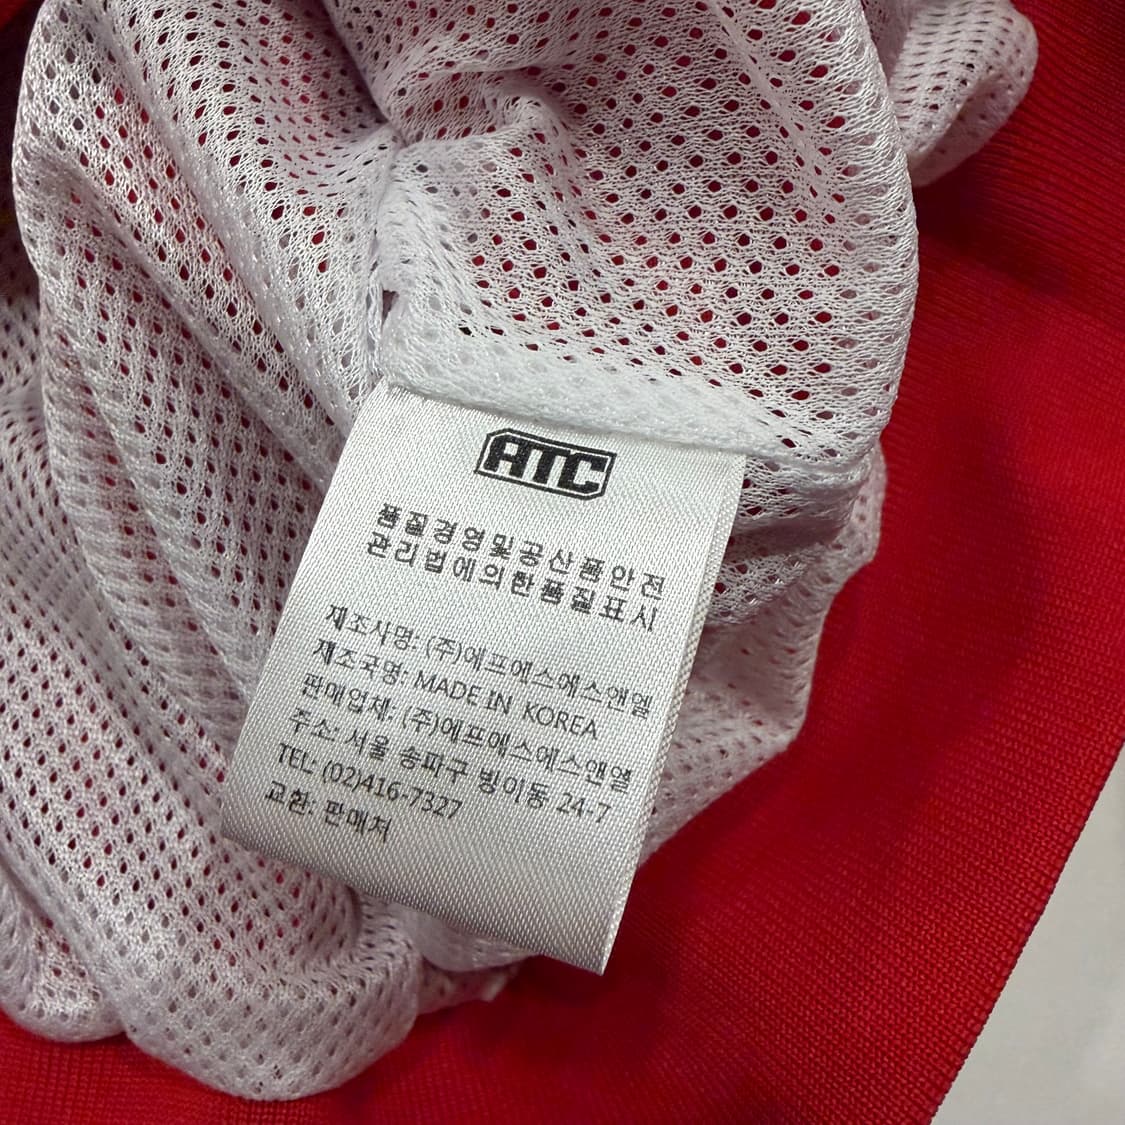 ATC
품질경영및공산품안전
관리법에의한품질표시
제조사명: (주)에프에스에스앤엘
제조국명: MADE IN KOREA
판매업체: (주)에프에스에스앤엘
주소: 서울 송파구 방이동 24-7
TEL: (02)416-7327
교환: 판매처